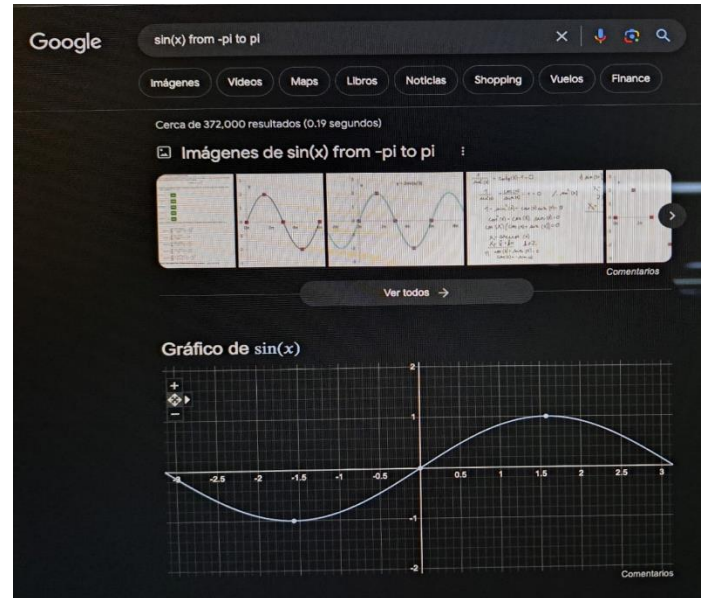 Google
sin(x) from -pi to pi
Imágenes Videos Maps Libros Noticias Shopping Vuelos Finance
Cerca de 372,000 resultados (0.19 segundos)
Imágenes de sin(x) from -pi to pi
Comentarios
Ver todos →
Gráfico de sin(x)
+
−
2
1
-3 -2.5 -2 -1.5 -1 -0.5 0.5 1 1.5 2 2.5 3
-1
-2
Comentarios